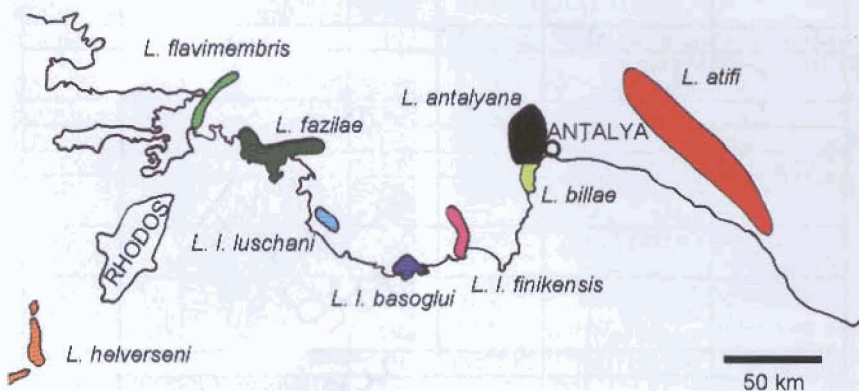 L. flavimembris
L. atifi
L. antalyana
L. fazilae
ANTALYA
L. billae
RHODOS
L. l. luschani
L. l. basoglui
L. l. finikensis
L. helverseni
50 km